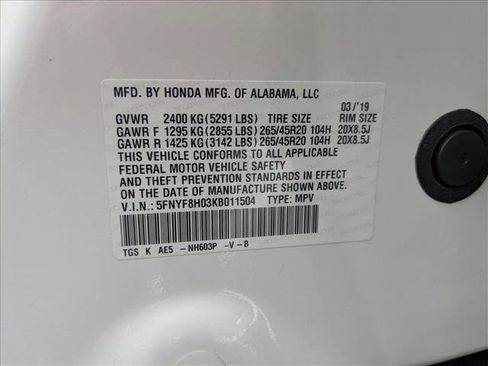 MFD. BY HONDA MFG. OF ALABAMA, LLC
03/'19
GVWR 2400 KG (5291 LBS) TIRE SIZE RIM SIZE
GAWR F 1295 KG (2855 LBS) 265/45R20 104H 20X8.5J
GAWR R 1425 KG (3142 LBS) 265/45R20 104H 20X8.5J
THIS VEHICLE CONFORMS TO ALL APPLICABLE
FEDERAL MOTOR VEHICLE SAFETY
AND THEFT PREVENTION STANDARDS IN EFFECT
ON THE DATE OF MANUFACTURE SHOWN ABOVE.
V.I.N.: 5FNYF8H03KB011504 TYPE: MPV
TGS K AE5 -NH603P -V-B